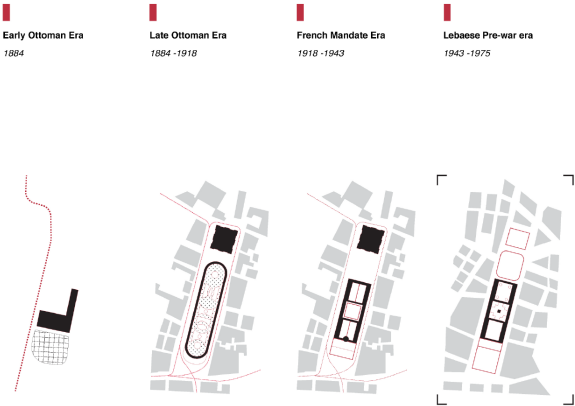 Early Ottoman Era
1884
Late Ottoman Era
1884 -1918
French Mandate Era
1918 -1943
Lebaese Pre-war era
1943 -1975